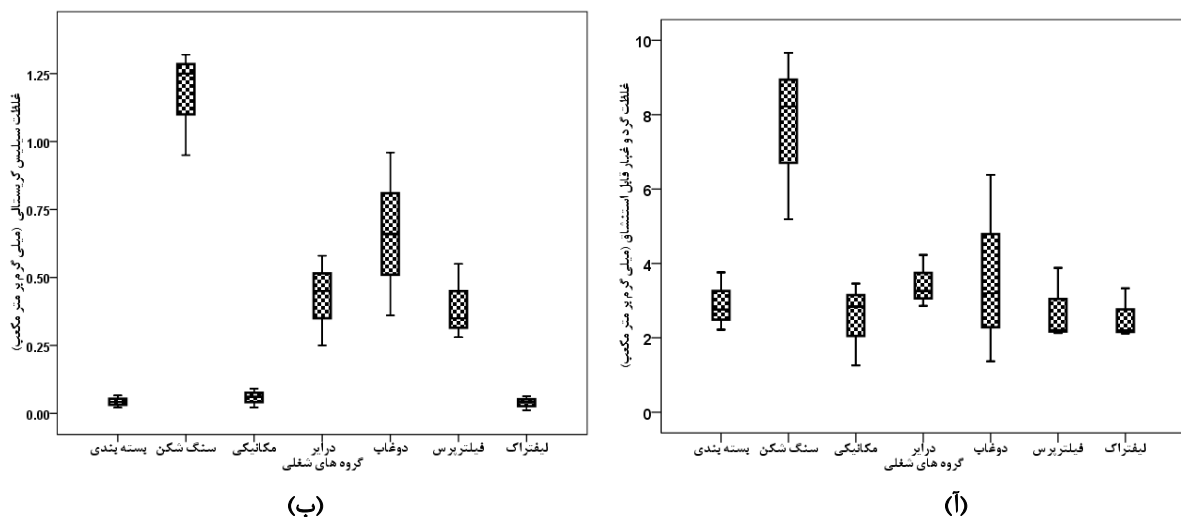 غلظت گرد و غبار قابل استنشاق (میلی گرم بر متر مکعب)
10
8
6
4
2
0
بسته بندی سنگ شکن مکانیکی درایر دوغاب فیلترپرس لیفتراک
گروه های شغلی
(آ)
غلظت سیلیس کریستالی (میلی گرم بر متر مکعب)
1.25
1.00
0.75
0.50
0.25
0.00
بسته بندی سنگ شکن مکانیکی درایر دوغاب فیلترپرس لیفتراک
گروه های شغلی
(ب)